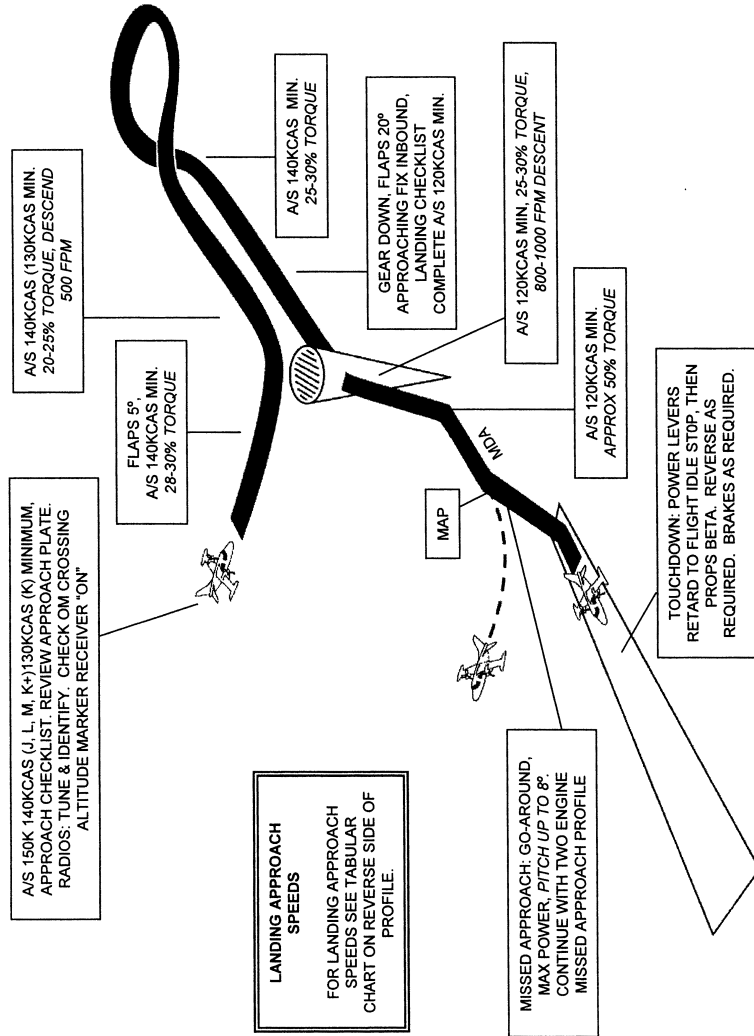 A/S 150K 140KCAS (J, L, M, K+)130KCAS (K) MINIMUM,
APPROACH CHECKLIST. REVIEW APPROACH PLATE.
RADIOS: TUNE & IDENTIFY. CHECK OM CROSSING
ALTITUDE MARKER RECEIVER "ON"
FLAPS 5º,
A/S 140KCAS MIN.
28-30% TORQUE
A/S 140KCAS (130KCAS MIN.
20-25% TORQUE, DESCEND
500 FPM
A/S 140KCAS MIN.
25-30% TORQUE
GEAR DOWN, FLAPS 20º
APPROACHING FIX INBOUND,
LANDING CHECKLIST
COMPLETE A/S 120KCAS MIN.
A/S 120KCAS MIN, 25-30% TORQUE,
800-1000 FPM DESCENT
A/S 120KCAS MIN.
APPROX 50% TORQUE
MDA
MAP
LANDING APPROACH
SPEEDS
FOR LANDING APPROACH
SPEEDS SEE TABULAR
CHART ON REVERSE SIDE OF
PROFILE.
MISSED APPROACH: GO-AROUND,
MAX POWER, PITCH UP TO 8º.
CONTINUE WITH TWO ENGINE
MISSED APPROACH PROFILE
TOUCHDOWN: POWER LEVERS
RETARD TO FLIGHT IDLE STOP, THEN
PROPS BETA. REVERSE AS
REQUIRED. BRAKES AS REQUIRED.